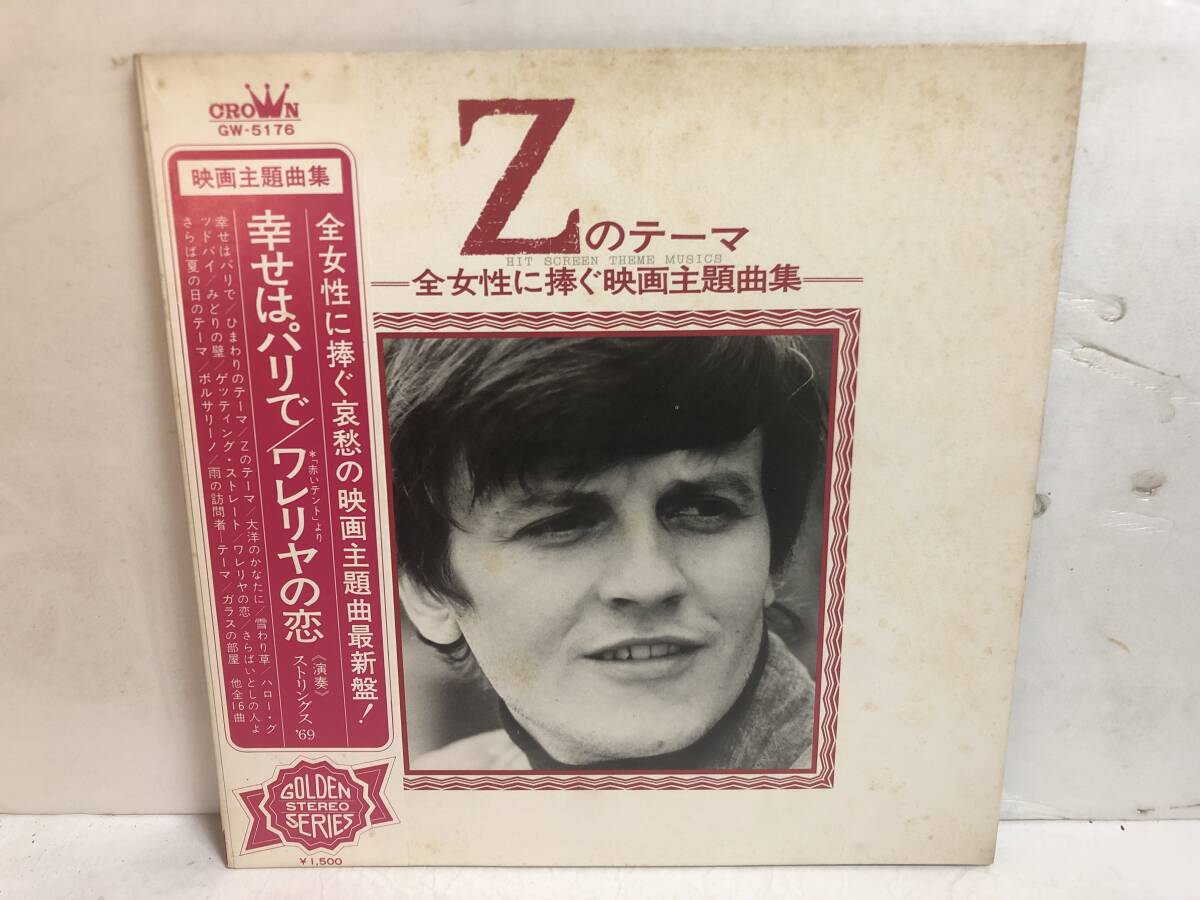 CROWN
GW-5176
映画主題曲集
全女性に捧ぐ哀愁の映画主題曲最新盤!
幸せはパリで/ワレリヤの恋
*「赤いテント」より
《演奏》
ストリングス'69
幸せはパリで/ひまわりのテーマ/Zのテーマ/大洋のかなたに/雪わり草/ハロー・グ
ッドバイ/みどりの壁/ゲッティング・ストレート/ワレリヤの恋/さらばいとしの人よ
さらば夏の日のテーマ/ボルサリーノ/雨の訪問者―テーマ/ガラスの部屋 他全16曲
GOLDEN
STEREO
SERIES
¥1,500
Zのテーマ
HIT SCREEN THEME MUSICS
全女性に捧ぐ映画主題曲集